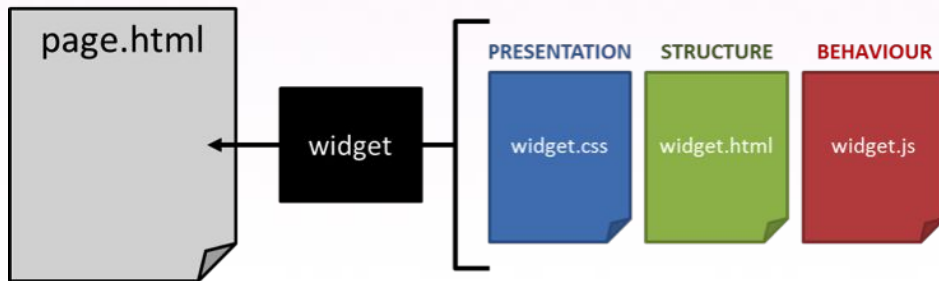 page.html
widget
PRESENTATION
STRUCTURE
BEHAVIOUR
widget.css
widget.html
widget.js